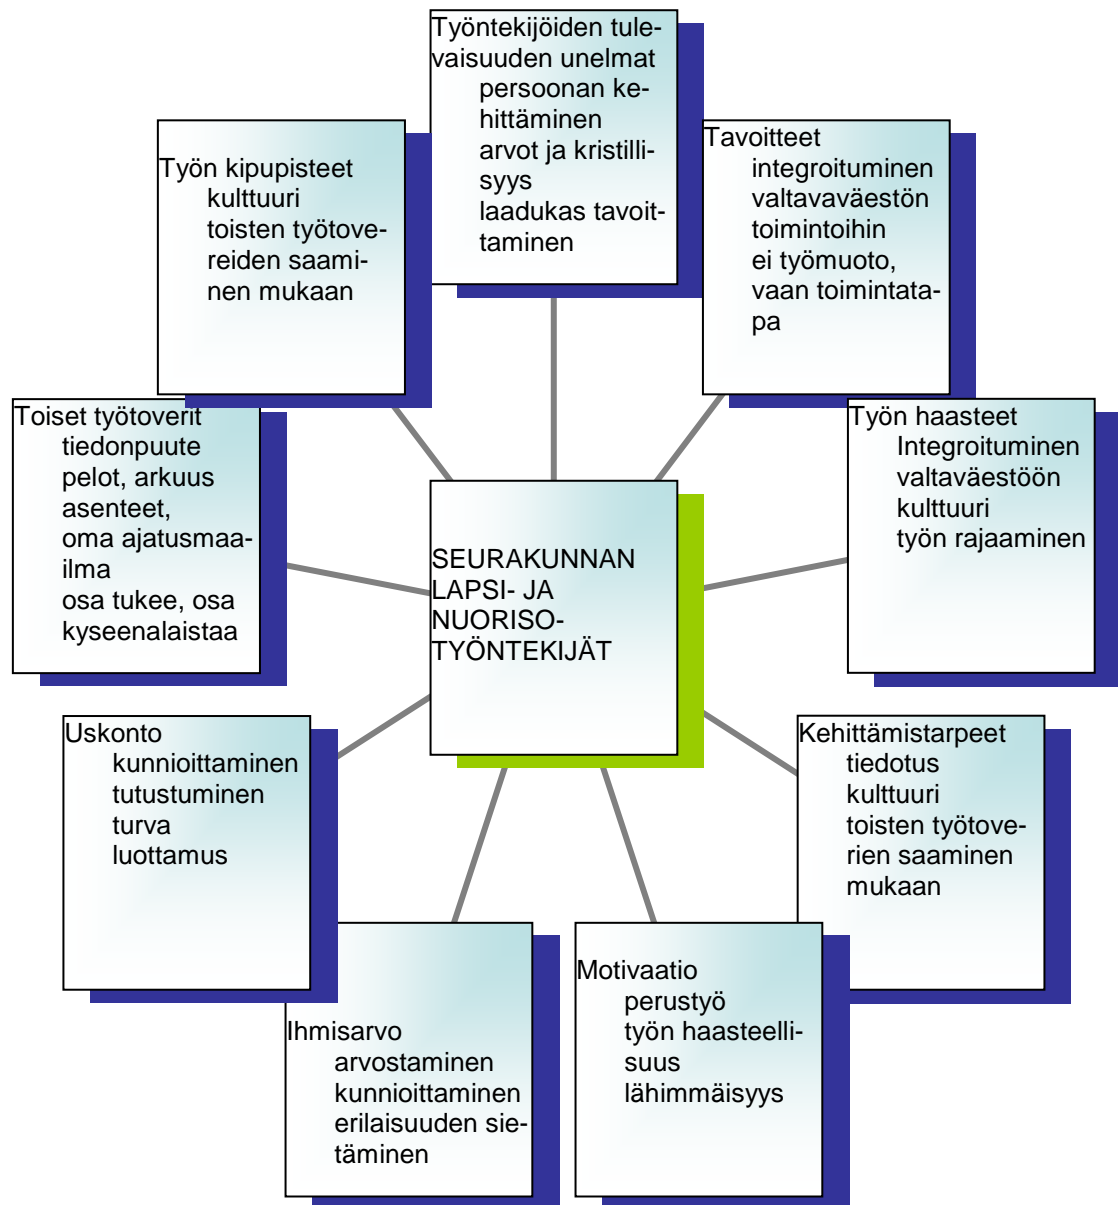 Työntekijöiden tule-
vaisuuden unelmat
persoonan ke-
hittäminen
arvot ja kristilli-
syys
laadukas tavoit-
taminen
Tavoitteet
integroituminen
valtavaväestön
toimintoihin
ei työmuoto,
vaan toimintata-
pa
Työn haasteet
Integroituminen
valtaväestöön
kulttuuri
työn rajaaminen
Kehittämistarpeet
tiedotus
kulttuuri
toisten työtove-
rien saaminen
mukaan
Motivaatio
perustyö
työn haasteelli-
suus
lähimmäisyys
Ihmisarvo
arvostaminen
kunnioittaminen
erilaisuuden sie-
täminen
Uskonto
kunnioittaminen
tutustuminen
turva
luottamus
Toiset työtoverit
tiedonpuute
pelot, arkuus
asenteet,
oma ajatusmaa-
ilma
osa tukee, osa
kyseenalaistaa
Työn kipupisteet
kulttuuri
toisten työtove-
reiden saami-
nen mukaan
SEURAKUNNAN
LAPSI- JA
NUORISO-
TYÖNTEKIJÄT